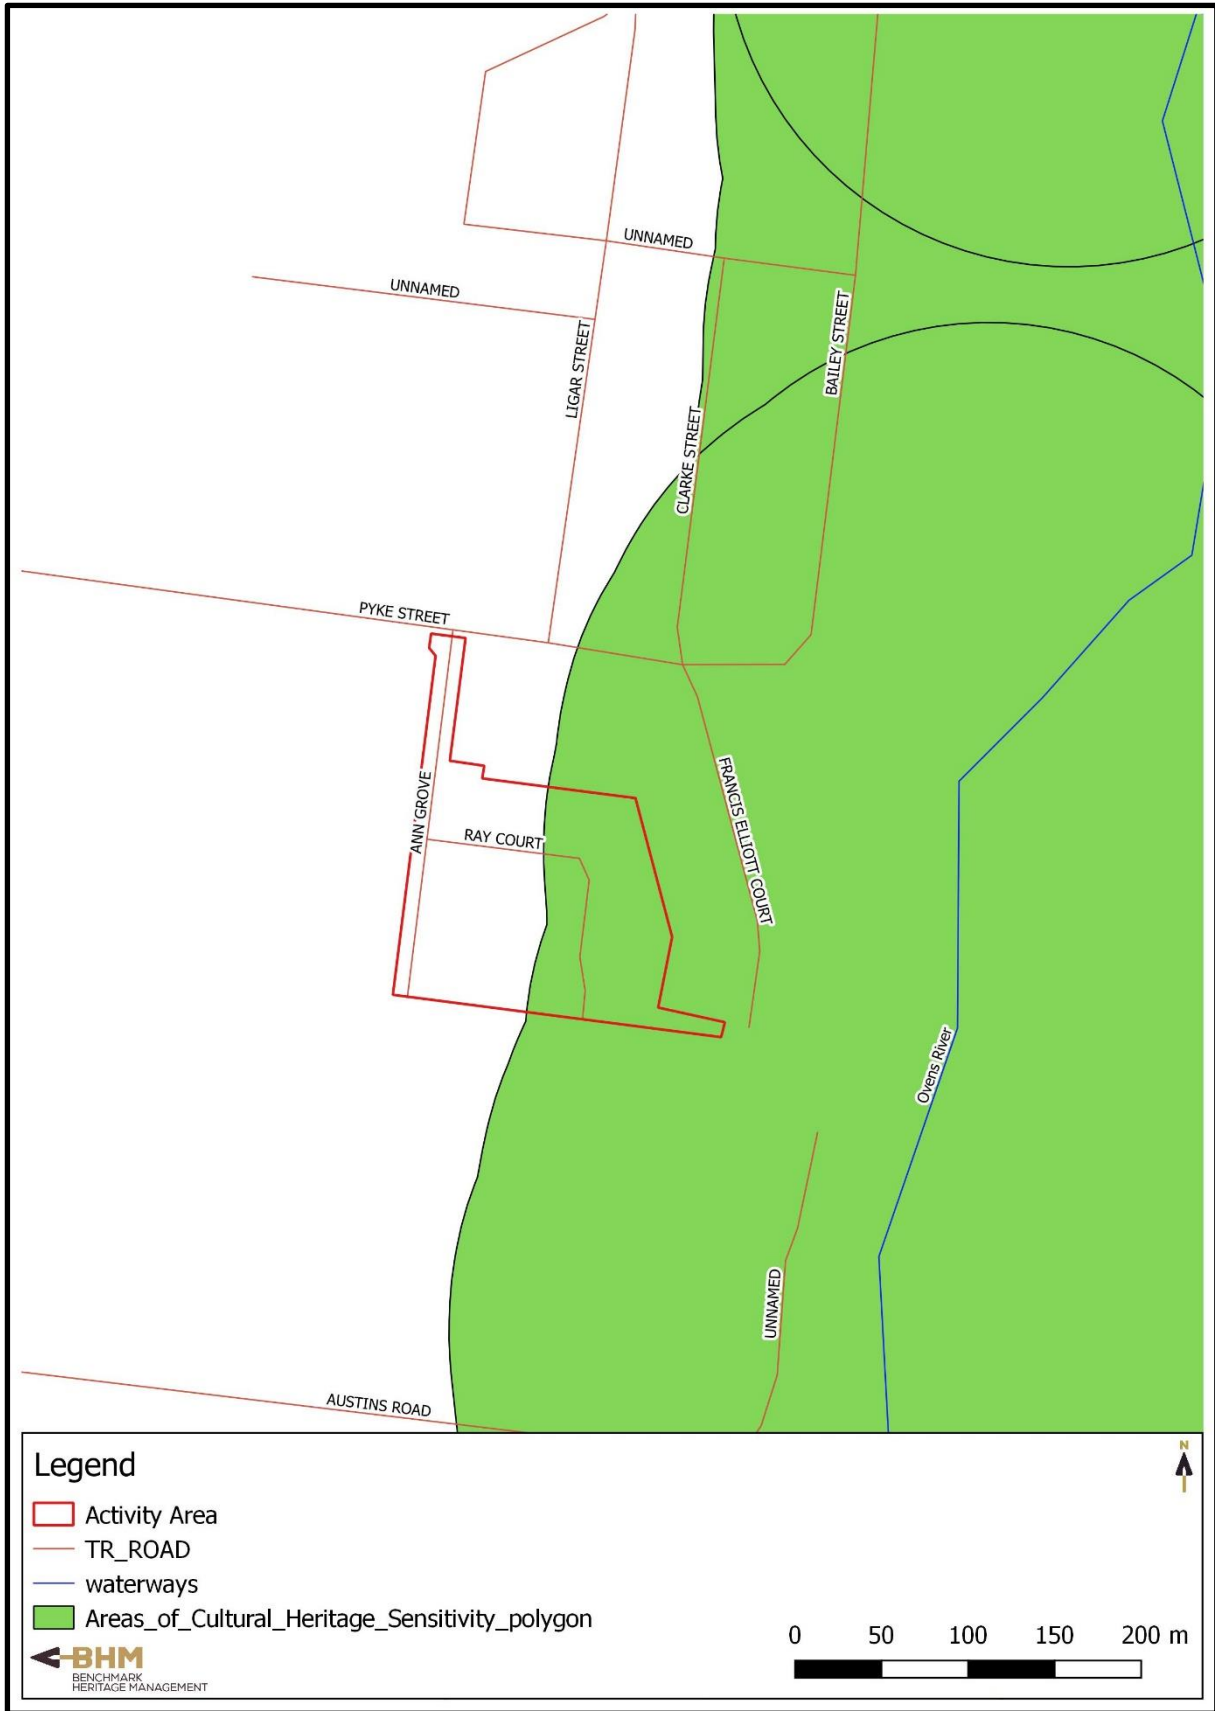 UNNAMED
UNNAMED
LIGAR STREET
BAILEY STREET
CLARKE STREET
PYKE STREET
ANN GROVE
RAY COURT
FRANCIS ELLIOTT COURT
Ovens River
UNNAMED
AUSTINS ROAD
Legend
N
Activity Area
TR_ROAD
waterways
Areas_of_Cultural_Heritage_Sensitivity_polygon
0 50 100 150 200 m
BHM
BENCHMARK
HERITAGE MANAGEMENT